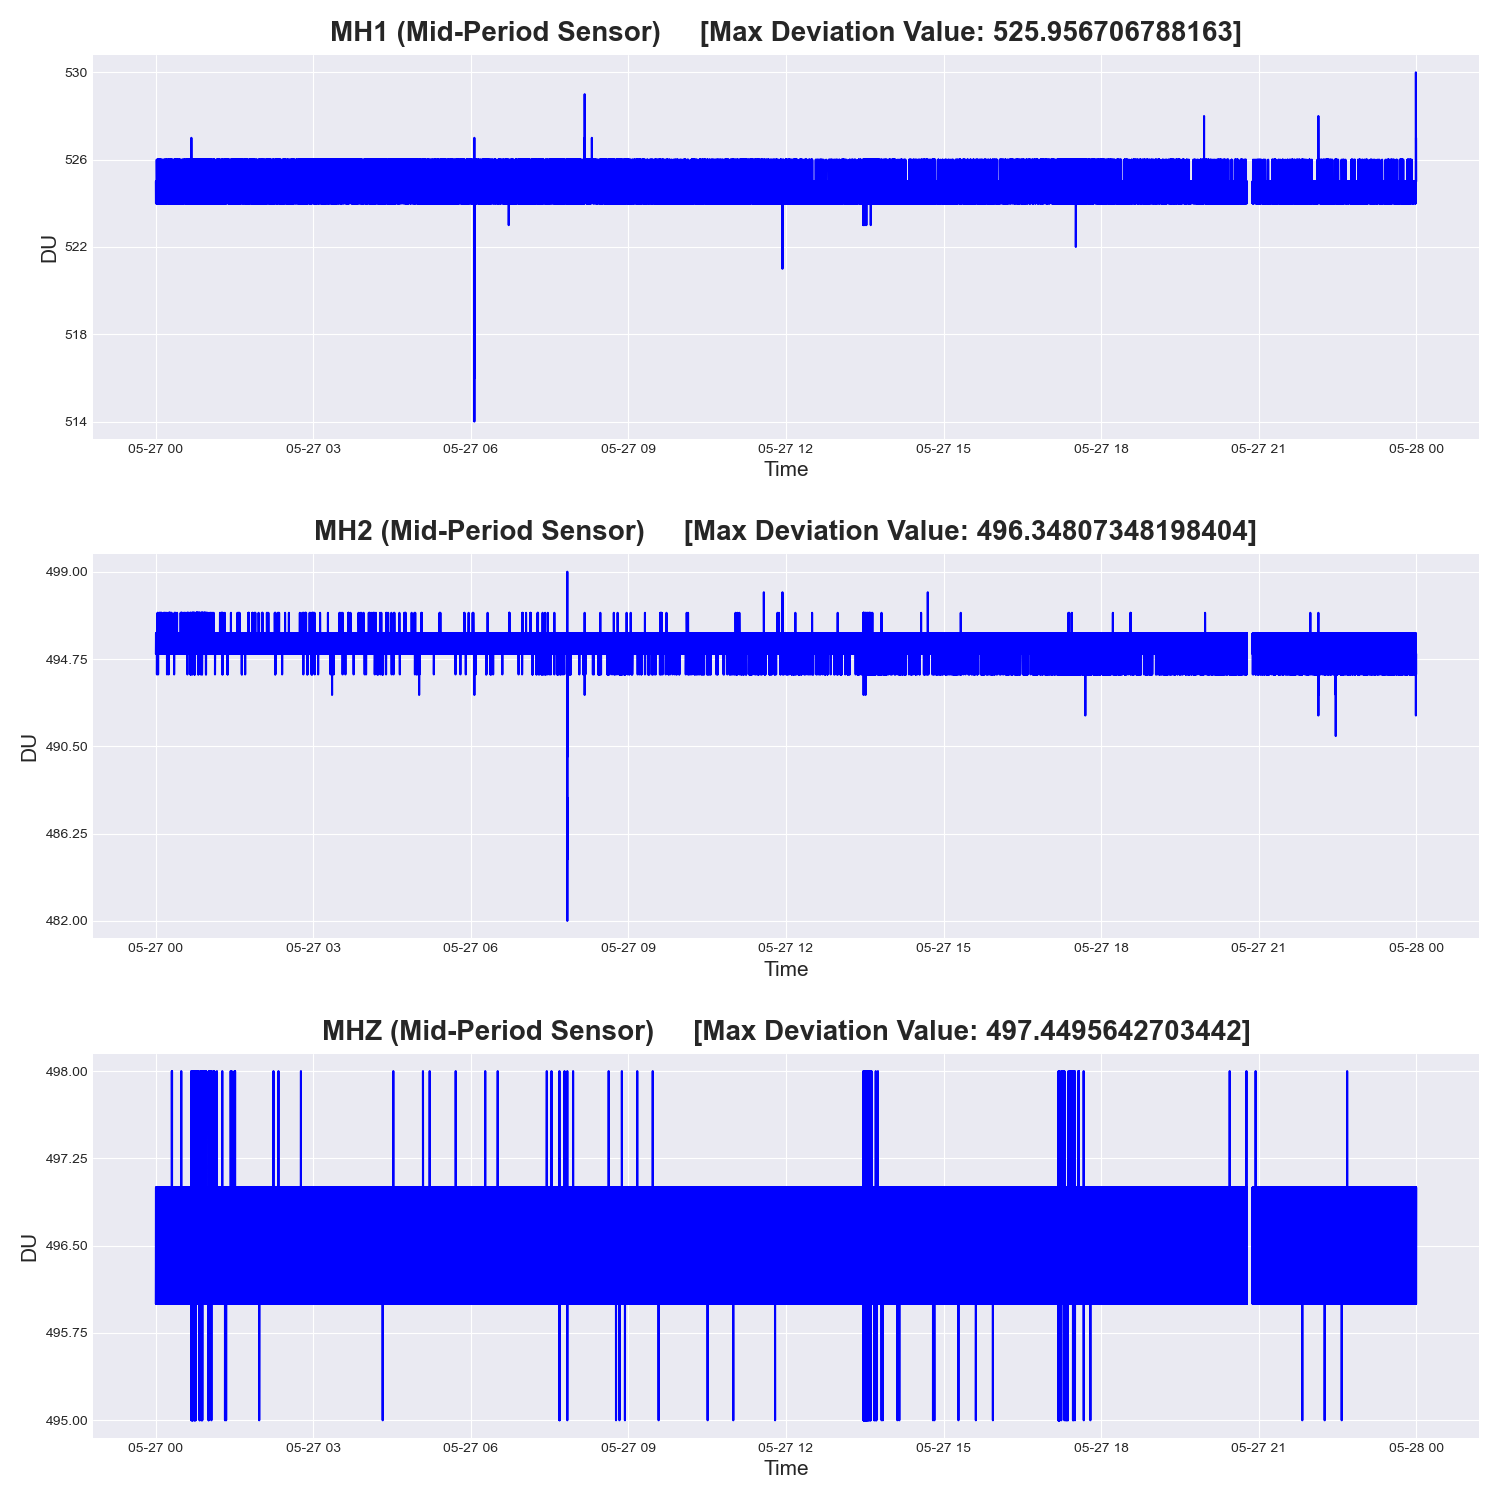 MH1 (Mid-Period Sensor) [Max Deviation Value: 525.956706788163]
530
526
522
518
514
DU
05-27 00 05-27 03 05-27 06 05-27 09 05-27 12 05-27 15 05-27 18 05-27 21 05-28 00
Time
MH2 (Mid-Period Sensor) [Max Deviation Value: 496.34807348198404]
499.00
494.75
490.50
486.25
482.00
DU
05-27 00 05-27 03 05-27 06 05-27 09 05-27 12 05-27 15 05-27 18 05-27 21 05-28 00
Time
MHZ (Mid-Period Sensor) [Max Deviation Value: 497.4495642703442]
498.00
497.25
496.50
495.75
495.00
DU
05-27 00 05-27 03 05-27 06 05-27 09 05-27 12 05-27 15 05-27 18 05-27 21 05-28 00
Time